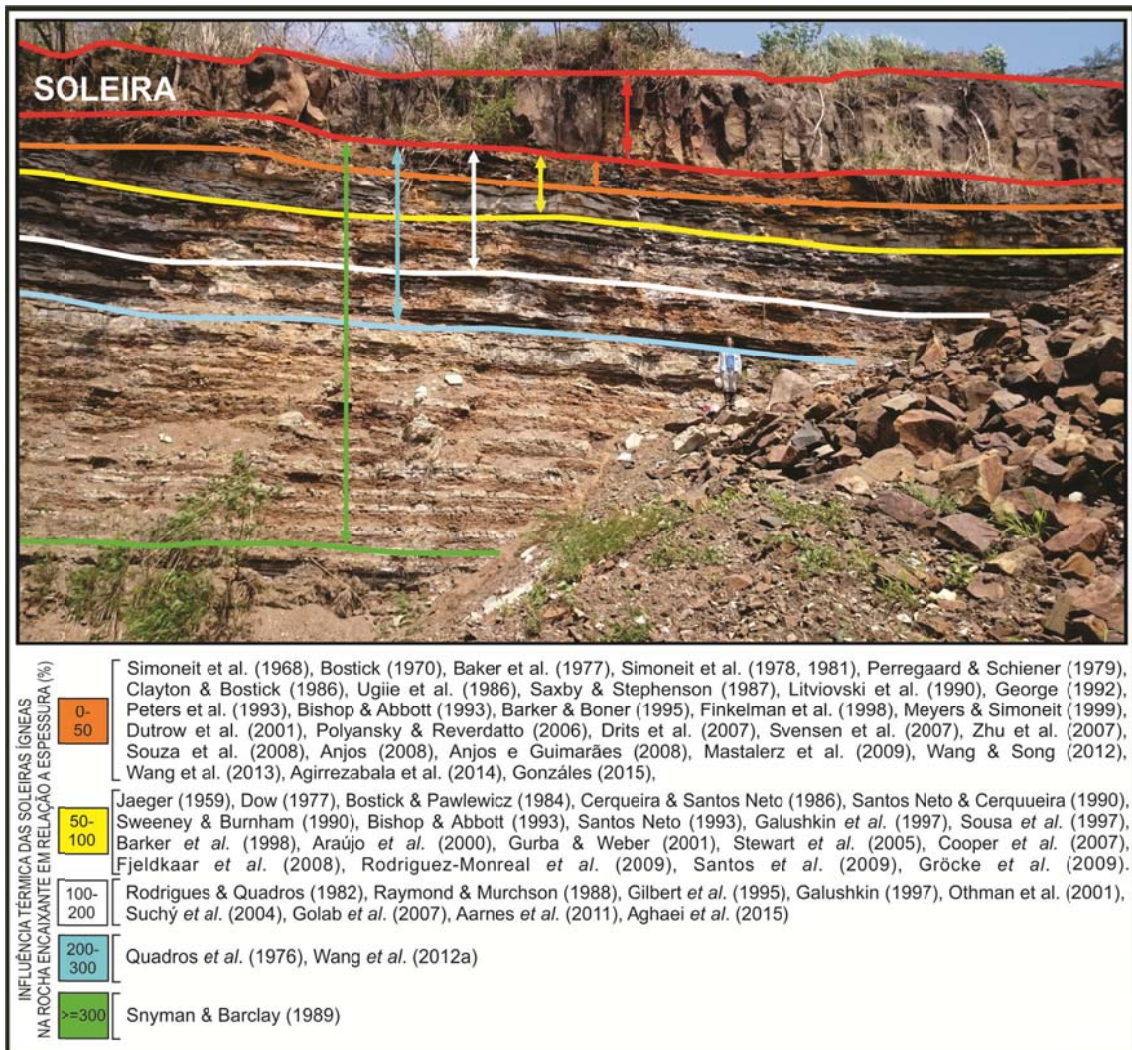 SOLEIRA
INFLUÊNCIA TÉRMICA DAS SOLEIRAS ÍGNEAS
NA ROCHA ENCAIXANTE EM RELAÇÃO A ESPESSURA (%)
0-
50
Simoneit et al. (1968), Bostick (1970), Baker et al. (1977), Simoneit et al. (1978, 1981), Perregaard & Schiener (1979),
Clayton & Bostick (1986), Ugiie et al. (1986), Saxby & Stephenson (1987), Litviovski et al. (1990), George (1992),
Peters et al. (1993), Bishop & Abbott (1993), Barker & Boner (1995), Finkelman et al. (1998), Meyers & Simoneit (1999),
Dutrow et al. (2001), Polyansky & Reverdatto (2006), Drits et al. (2007), Svensen et al. (2007), Zhu et al. (2007),
Souza et al. (2008), Anjos (2008), Anjos e Guimarães (2008), Mastalerz et al. (2009), Wang & Song (2012),
Wang et al. (2013), Agirrezabala et al. (2014), Gonzáles (2015),
50-
100
Jaeger (1959), Dow (1977), Bostick & Pawlewicz (1984), Cerqueira & Santos Neto (1986), Santos Neto & Cerquueira (1990),
Sweeney & Burnham (1990), Bishop & Abbott (1993), Santos Neto (1993), Galushkin et al. (1997), Sousa et al. (1997),
Barker et al. (1998), Araújo et al. (2000), Gurba & Weber (2001), Stewart et al. (2005), Cooper et al. (2007),
Fjeldkaar et al. (2008), Rodriguez-Monreal et al. (2009), Santos et al. (2009), Gröcke et al. (2009).
100-
200
Rodrigues & Quadros (1982), Raymond & Murchson (1988), Gilbert et al. (1995), Galushkin (1997), Othman et al. (2001),
Suchý et al. (2004), Golab et al. (2007), Aarnes et al. (2011), Aghaei et al. (2015)
200-
300
Quadros et al. (1976), Wang et al. (2012a)
>=300
Snyman & Barclay (1989)